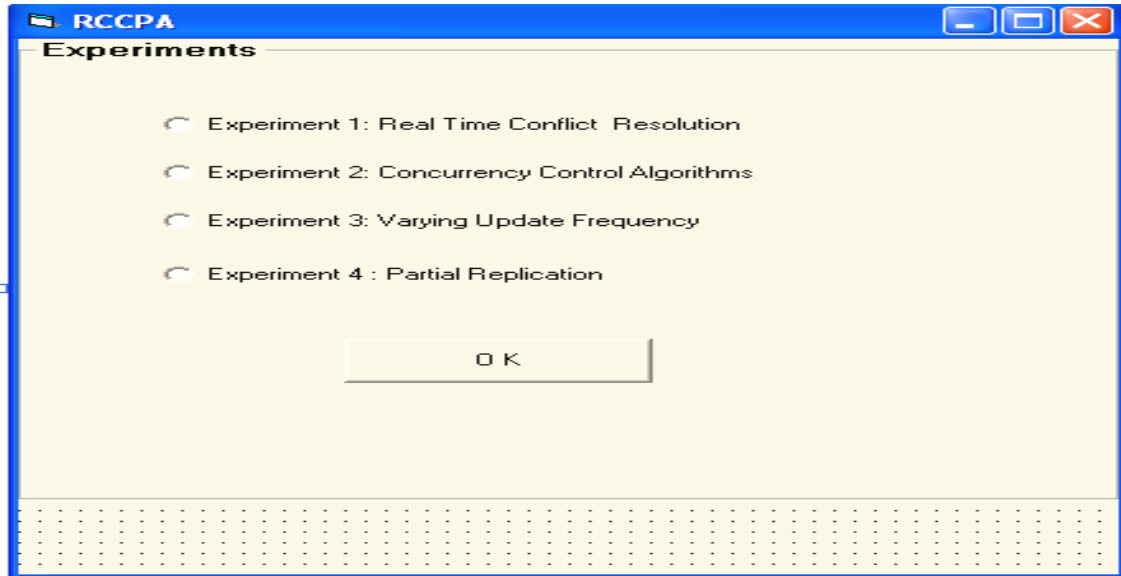 RCCPA
Experiments
Experiment 1: Real Time Conflict Resolution
Experiment 2: Concurrency Control Algorithms
Experiment 3: Varying Update Frequency
Experiment 4 : Partial Replication
O K